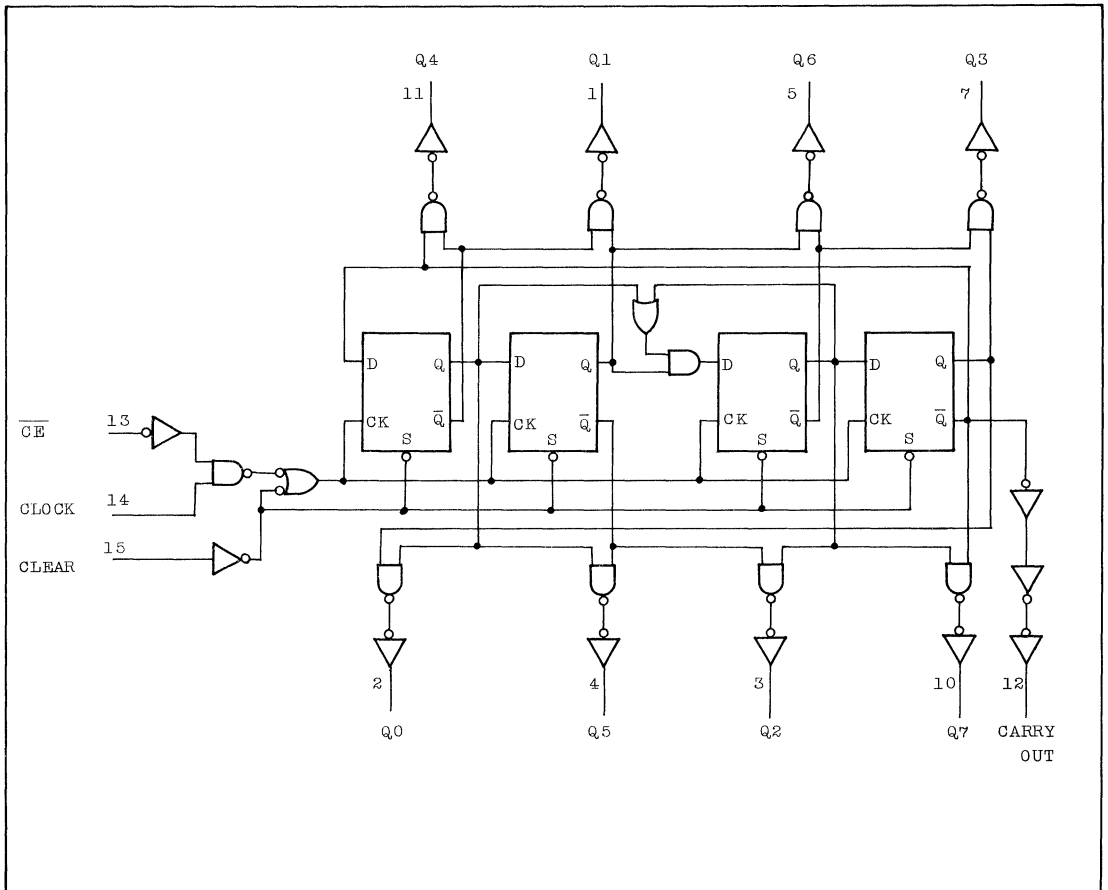 Q4 Q1 Q6 Q3
11 1 5 7
D Q D Q D Q D Q
CK Q̅ CK Q̅ CK Q̅ CK Q̅
S S S S
C̅E̅ 13
CLOCK 14
CLEAR 15
2 4 3 10 12
Q0 Q5 Q2 Q7 CARRY
OUT